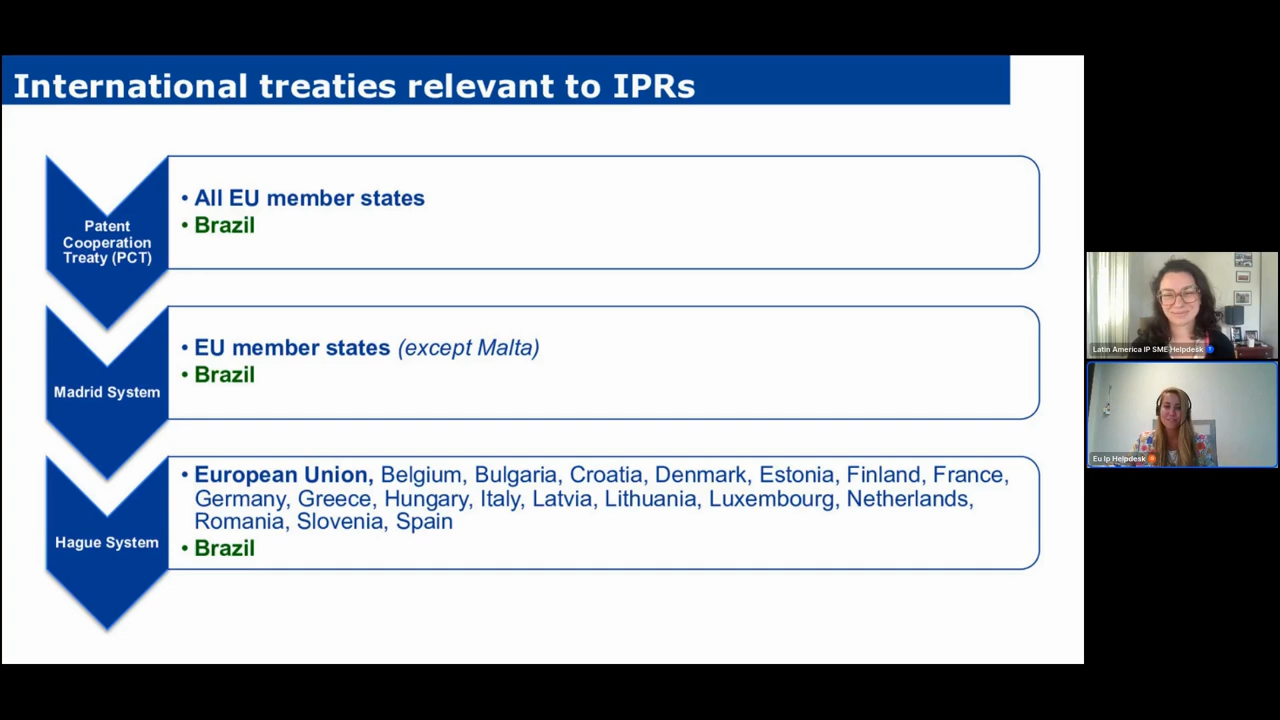 International treaties relevant to IPRs
Patent
Cooperation
Treaty (PCT)
• All EU member states
• Brazil
Madrid System
• EU member states (except Malta)
• Brazil
Hague System
• European Union, Belgium, Bulgaria, Croatia, Denmark, Estonia, Finland, France,
Germany, Greece, Hungary, Italy, Latvia, Lithuania, Luxembourg, Netherlands,
Romania, Slovenia, Spain
• Brazil
Latin America IP SME Helpdesk
Eu Ip Helpdesk